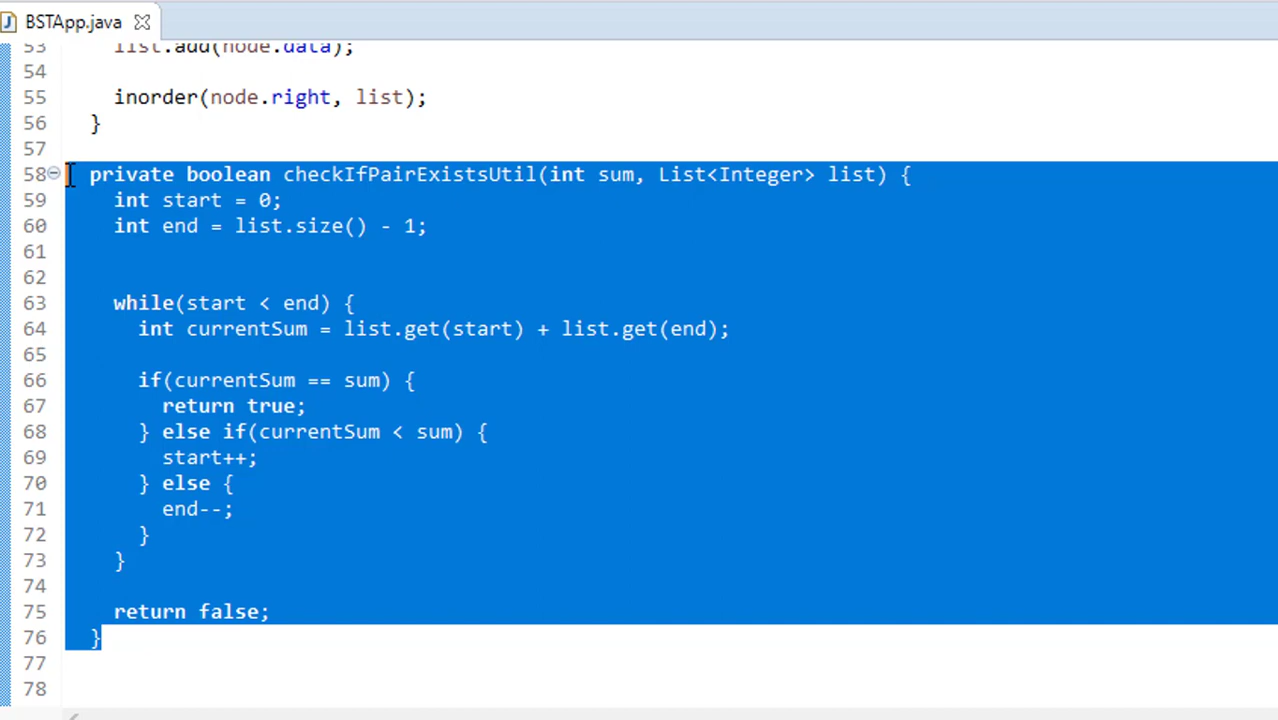 BSTApp.java
53 list.add(node.data);
54
55 inorder(node.right, list);
56 }
57
58 private boolean checkIfPairExistsUtil(int sum, List<Integer> list) {
59 int start = 0;
60 int end = list.size() - 1;
61
62
63 while(start < end) {
64 int currentSum = list.get(start) + list.get(end);
65
66 if(currentSum == sum) {
67 return true;
68 } else if(currentSum < sum) {
69 start++;
70 } else {
71 end--;
72 }
73 }
74
75 return false;
76 }
77
78